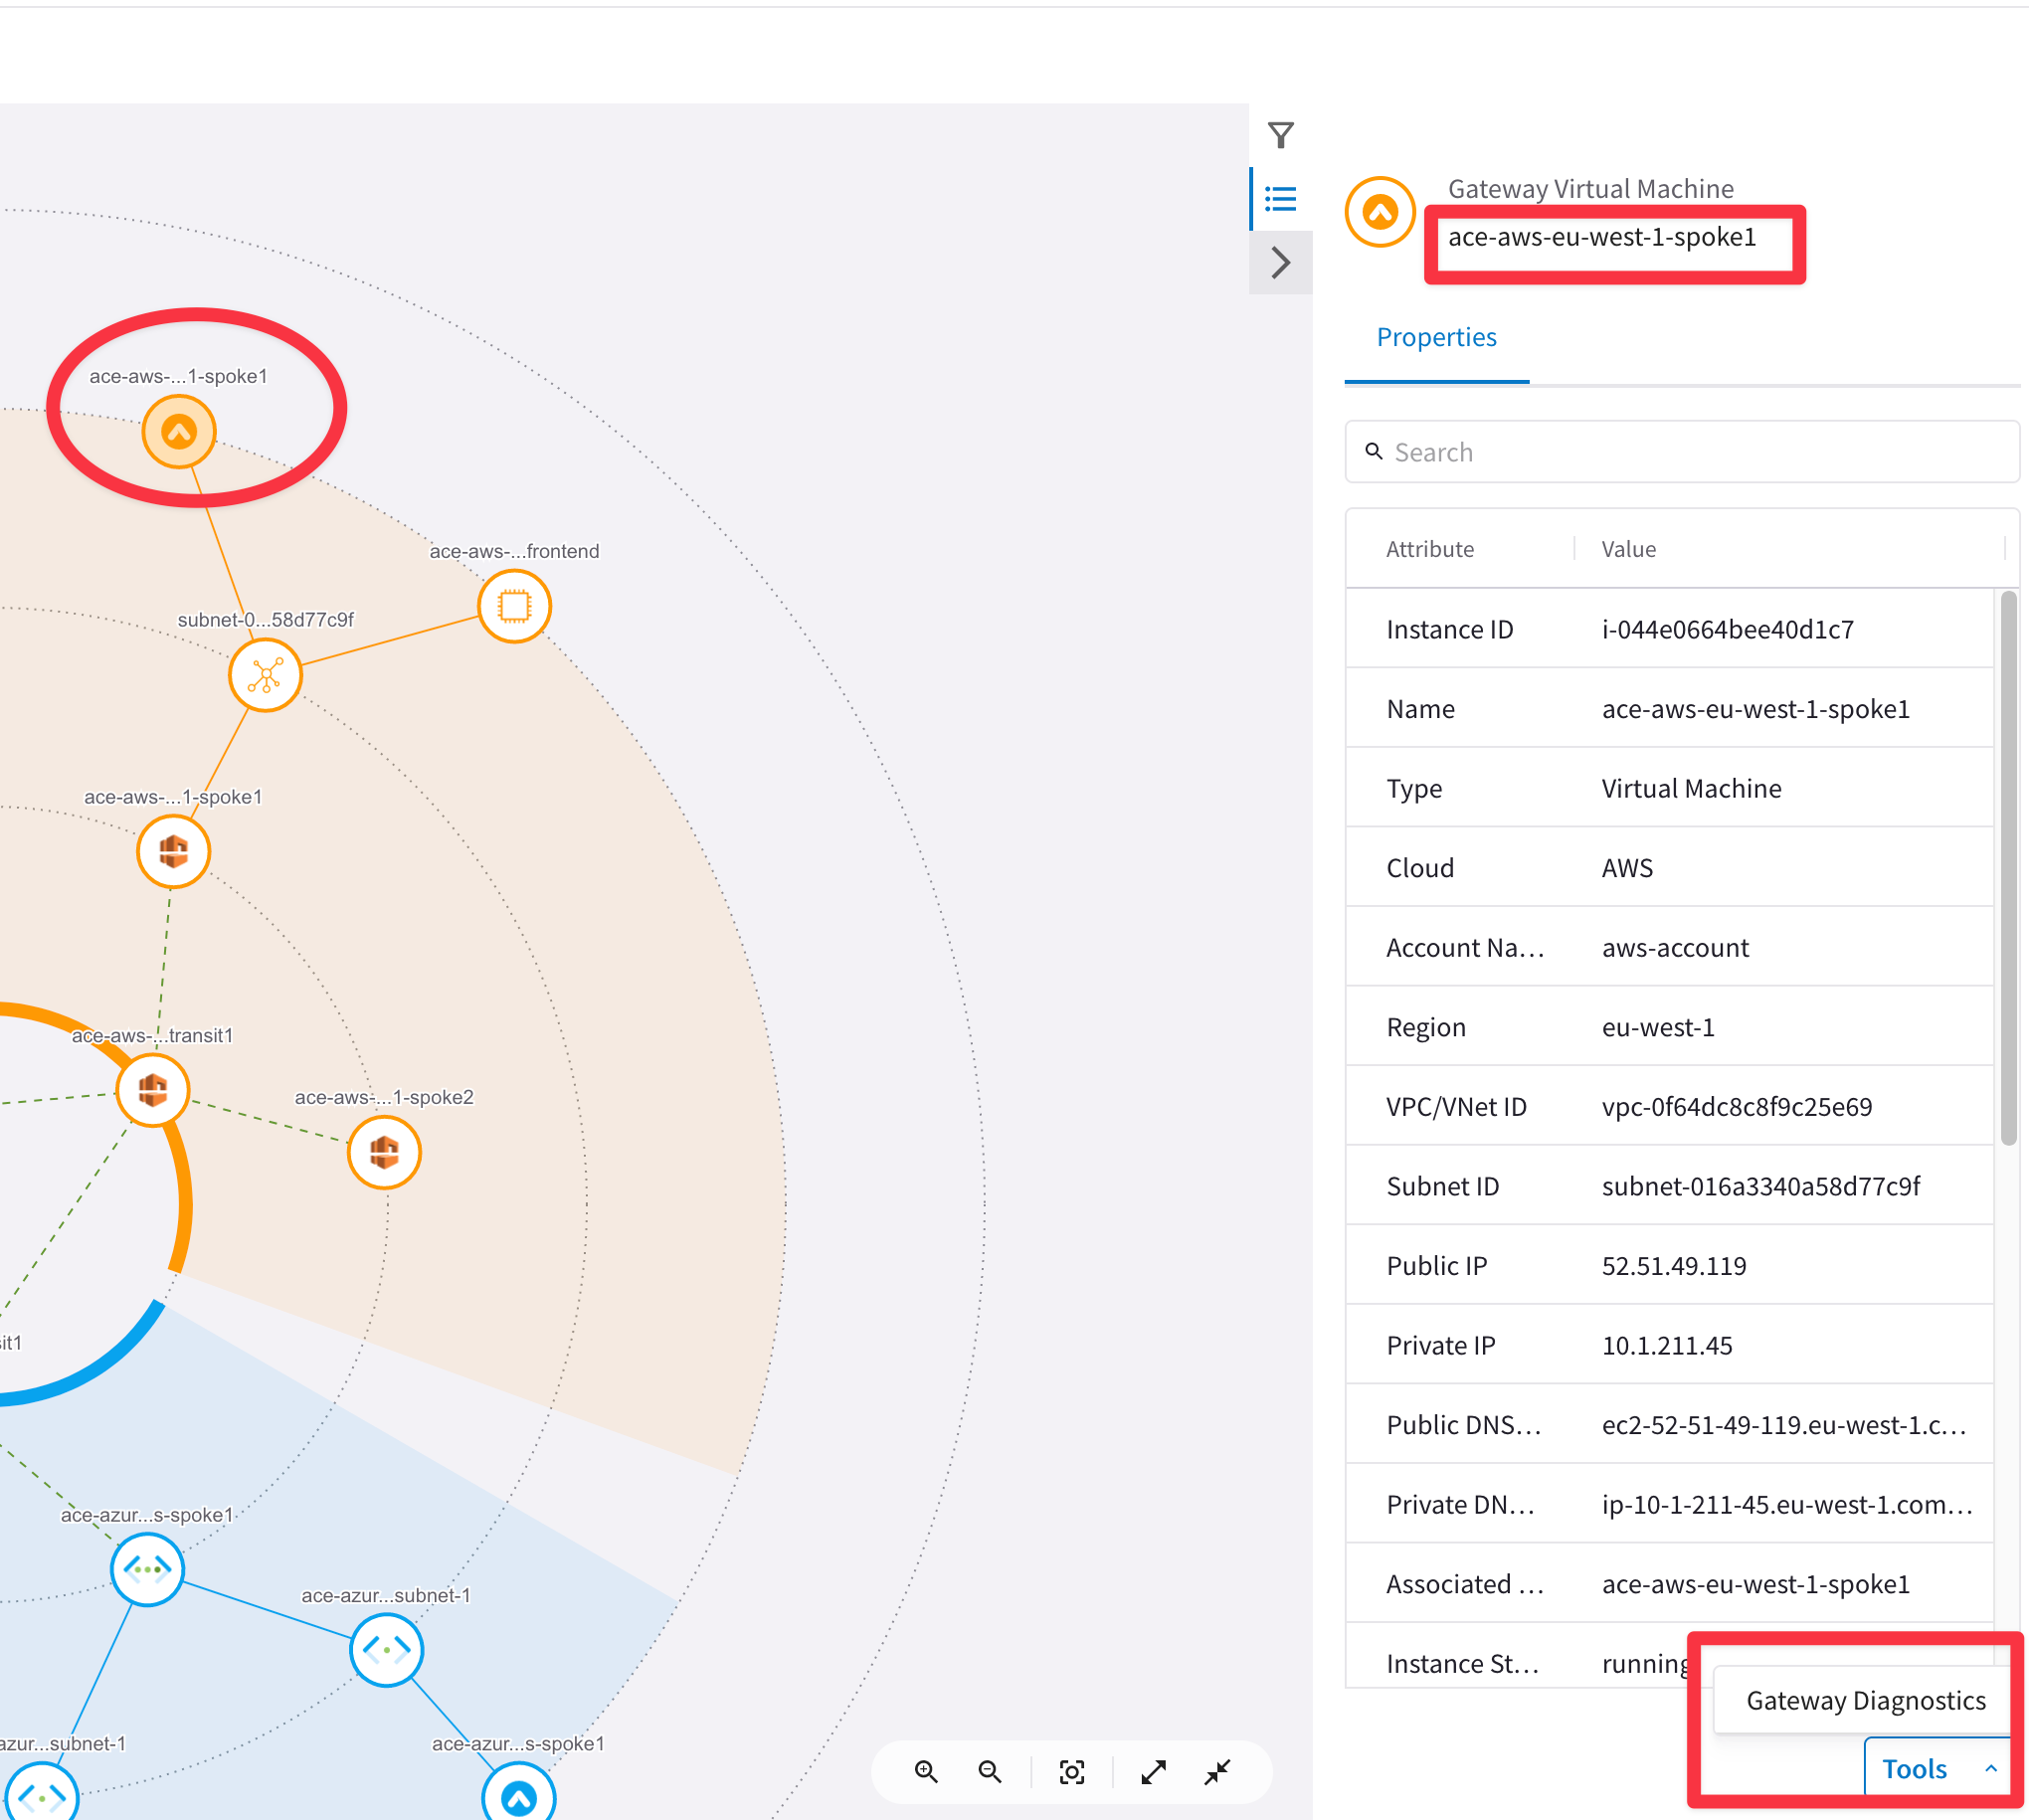 ace-aws-...1-spoke1
ace-aws-...frontend
subnet-0...58d77c9f
ace-aws-...1-spoke1
ace-aws-...transit1
ace-aws-...1-spoke2
sit1
ace-azur...s-spoke1
ace-azur...subnet-1
azur...subnet-1
ace-azur...s-spoke1
Gateway Virtual Machine
ace-aws-eu-west-1-spoke1
Properties
Search
Attribute Value
Instance ID i-044e0664bee40d1c7
Name ace-aws-eu-west-1-spoke1
Type Virtual Machine
Cloud AWS
Account Na... aws-account
Region eu-west-1
VPC/VNet ID vpc-0f64dc8c8f9c25e69
Subnet ID subnet-016a3340a58d77c9f
Public IP 52.51.49.119
Private IP 10.1.211.45
Public DNS... ec2-52-51-49-119.eu-west-1.c...
Private DN... ip-10-1-211-45.eu-west-1.com...
Associated ... ace-aws-eu-west-1-spoke1
Instance St... running
Gateway Diagnostics
Tools